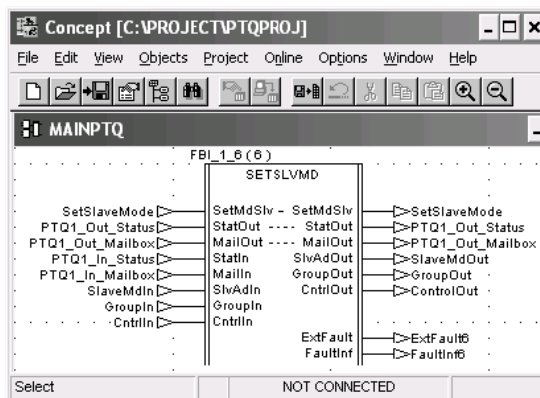 Concept [C:\PROJECT\PTQPROJ]
File Edit View Objects Project Online Options Window Help
MAINPTQ
FBI_1_6 (6)
SETSLVMD
SetSlaveMode SetMdSlv - SetMdSlv SetSlaveMode
PTQ1_Out_Status StatOut ---- StatOut PTQ1_Out_Status
PTQ1_Out_Mailbox MailOut ---- MailOut PTQ1_Out_Mailbox
PTQ1_In_Status StatIn SlvAdOut SlaveMdOut
PTQ1_In_Mailbox MailIn GroupOut GroupOut
SlaveMdIn SlvAdIn CntrlOut ControlOut
GroupIn GroupIn
CntrlIn CntrlIn
ExtFault ExtFault6
FaultInf FaultInf6
Select NOT CONNECTED